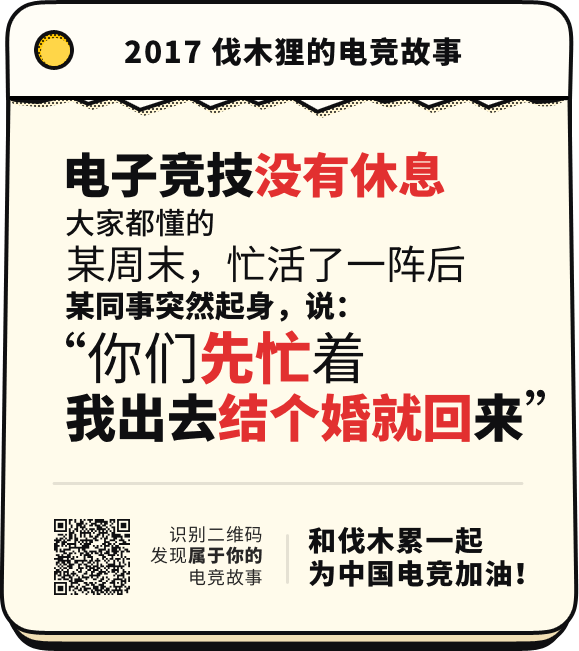 2017 伐木狸的电竞故事
电子竞技没有休息
大家都懂的
某周末，忙活了一阵后
某同事突然起身，说：
“你们先忙着
我出去结个婚就回来”
识别二维码
发现属于你的
电竞故事
和伐木累一起
为中国电竞加油！